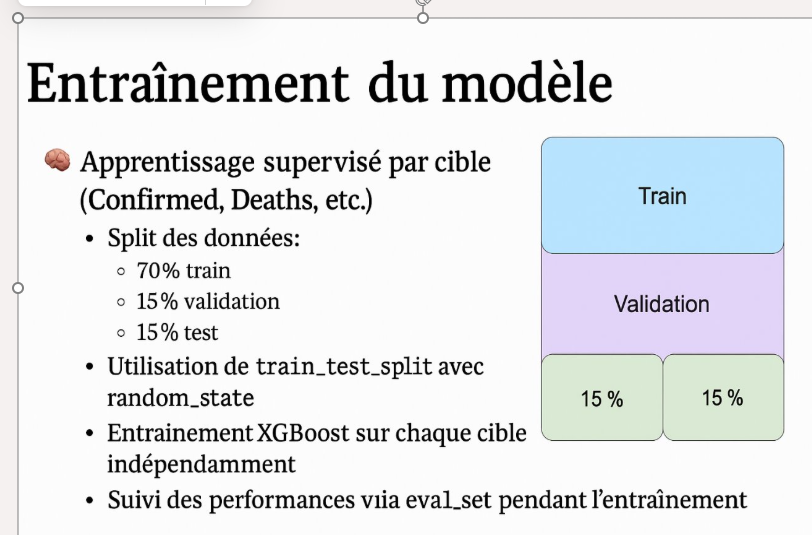 Entraînement du modèle
🧠 Apprentissage supervisé par cible
(Confirmed, Deaths, etc.)
• Split des données:
∘ 70% train
∘ 15% validation
∘ 15% test
• Utilisation de train_test_split avec
random_state
• Entrainement XGBoost sur chaque cible
indépendamment
• Suivi des performances vıia eval_set pendant l’entraînement
Train
Validation
15 %
15 %